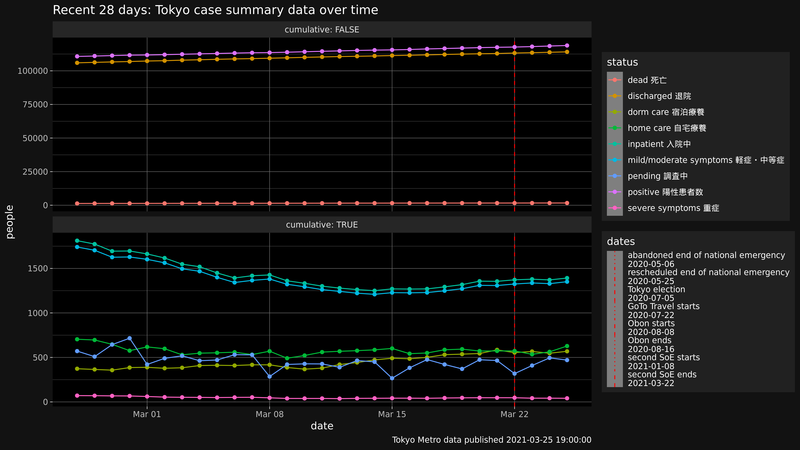 Recent 28 days: Tokyo case summary data over time
cumulative: FALSE
100000
75000
50000
25000
0
cumulative: TRUE
1500
1000
500
0
people
Mar 01
Mar 08
Mar 15
Mar 22
date
Tokyo Metro data published 2021-03-25 19:00:00
status
dead 死亡
discharged 退院
dorm care 宿泊療養
home care 自宅療養
inpatient 入院中
mild/moderate symptoms 軽症・中等症
pending 調査中
positive 陽性患者数
severe symptoms 重症
dates
abandoned end of national emergency
2020-05-06
rescheduled end of national emergency
2020-05-25
Tokyo election
2020-07-05
GoTo Travel starts
2020-07-22
Obon starts
2020-08-08
Obon ends
2020-08-16
second SoE starts
2021-01-08
second SoE ends
2021-03-22